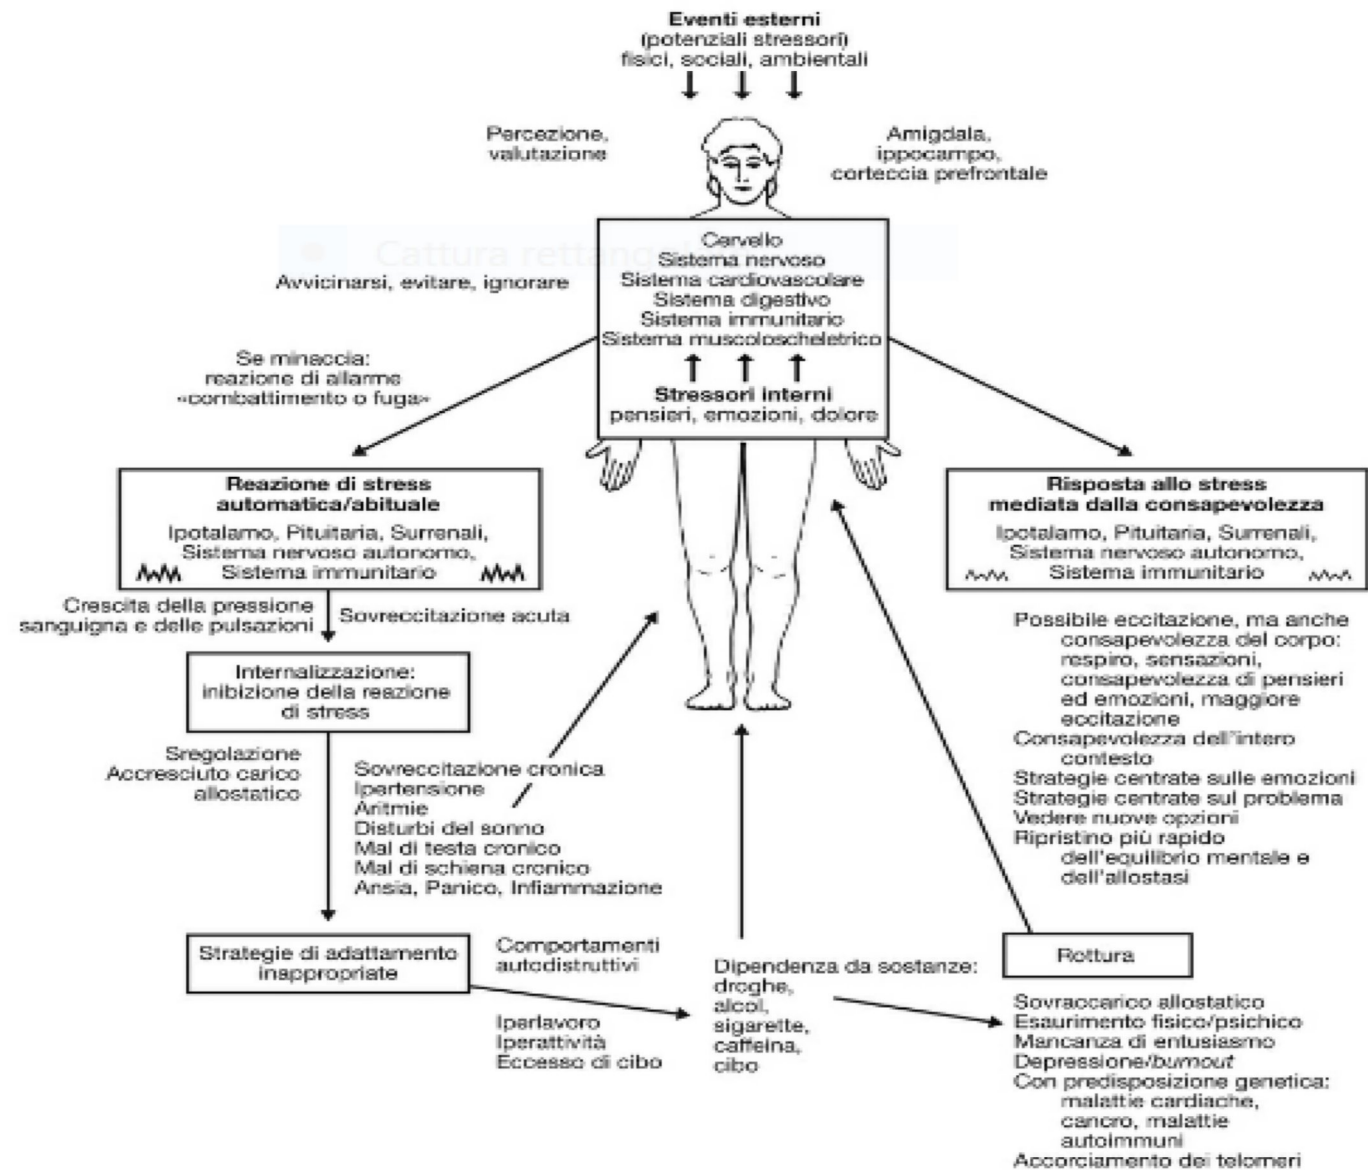 Eventi esterni
(potenziali stressori)
fisici, sociali, ambientali
Percezione,
valutazione
Amigdala,
ippocampo,
corteccia prefrontale
Cervello
Sistema nervoso
Sistema cardiovascolare
Sistema digestivo
Sistema immunitario
Sistema muscoloscheletrico
Stressori interni
pensieri, emozioni, dolore
Cattura
Avvicinarsi, evitare, ignorare
Se minaccia:
reazione di allarme
«combattimento o fuga»
Reazione di stress
automatica/abituale
Ipotalamo, Pituitaria, Surrenali,
Sistema nervoso autonomo,
Sistema immunitario
Risposta allo stress
mediata dalla consapevolezza
Ipotalamo, Pituitaria, Surrenali,
Sistema nervoso autonomo,
Sistema immunitario
Crescita della pressione
sanguigna e delle pulsazioni
Sovreccitazione acuta
Internalizzazione:
inibizione della reazione
di stress
Sregolazione
Accresciuto carico
allostatico
Sovreccitazione cronica
Ipertensione
Aritmie
Disturbi del sonno
Mal di testa cronico
Mal di schiena cronico
Ansia, Panico, Infiammazione
Possibile eccitazione, ma anche
consapevolezza del corpo:
respiro, sensazioni,
consapevolezza di pensieri
ed emozioni, maggiore
eccitazione
Consapevolezza dell'intero
contesto
Strategie centrate sulle emozioni
Strategie centrate sul problema
Vedere nuove opzioni
Ripristino più rapido
dell'equilibrio mentale e
dell'allostasi
Strategie di adattamento
inappropriate
Comportamenti
autodistruttivi
Iperlavoro
Iperattività
Eccesso di cibo
Dipendenza da sostanze:
droghe,
alcol,
sigarette,
caffeina,
cibo
Rottura
Sovraccarico allostatico
Esaurimento fisico/psichico
Mancanza di entusiasmo
Depressione/burnout
Con predisposizione genetica:
malattie cardiache,
cancro, malattie
autoimmuni
Accorciamento dei telomeri